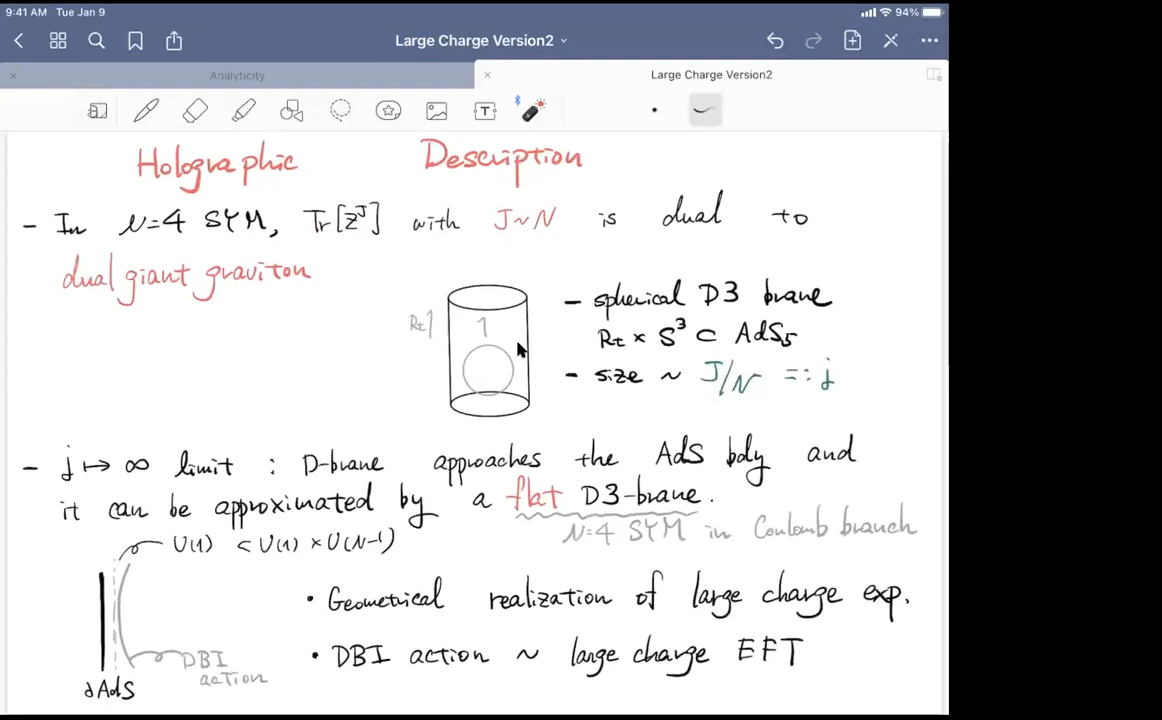 9:41 AM Tue Jan 9
94%
Large Charge Version2
Analyticity
Large Charge Version2
Holographic Description
- In N=4 SYM, Tr[Z^J] with J~N is dual to
dual giant graviton
Rt
1
- spherical D3 brane
Rt × S^3 ⊂ AdS5
- size ~ J/N =: j
- j ↦ ∞ limit : D-brane approaches the AdS bdy and
it can be approximated by a flat D3-brane.
N=4 SYM in Coulomb branch
U(1) < U(1) × U(N-1)
• Geometrical realization of large charge exp.
• DBI action ~ large charge EFT
DBI
action
∂AdS